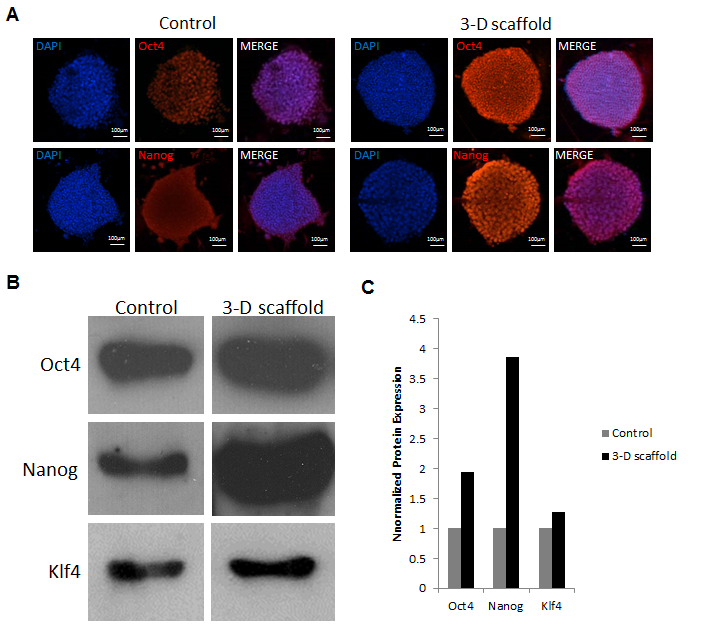 A
Control
3-D scaffold
DAPI
Oct4
MERGE
DAPI
Oct4
MERGE
100µm
100µm
100µm
100µm
100µm
100µm
DAPI
Nanog
MERGE
DAPI
Nanog
MERGE
100µm
100µm
100µm
100µm
100µm
100µm
B
Control
3-D scaffold
Oct4
Nanog
Klf4
C
Nnormalized Protein Expression
4.5
4
3.5
3
2.5
2
1.5
1
0.5
0
Oct4
Nanog
Klf4
Control
3-D scaffold